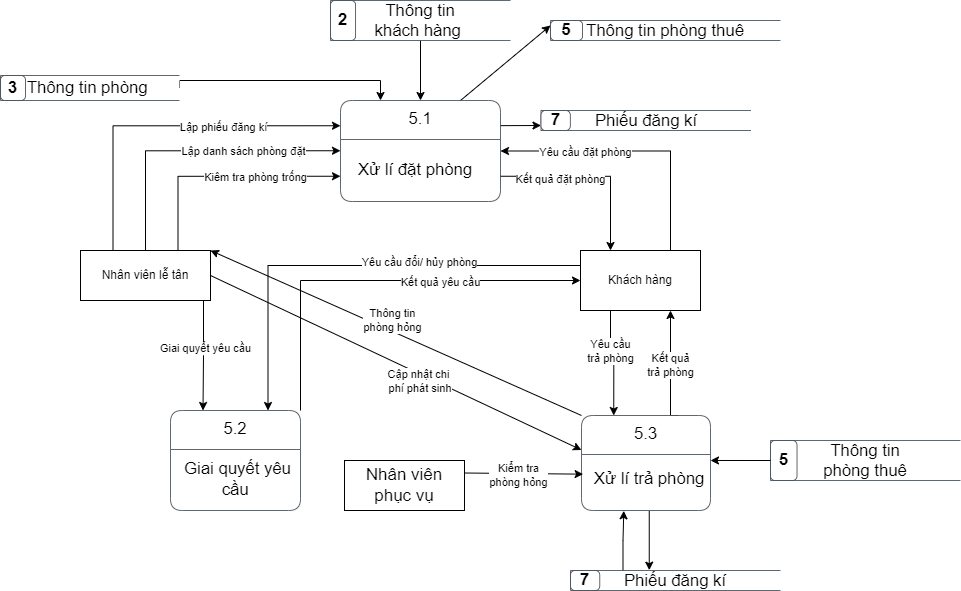 2
Thông tin
khách hàng
5
Thông tin phòng thuê
3
Thông tin phòng
5.1
Xử lí đặt phòng
7
Phiếu đăng kí
Lập phiếu đăng kí
Lập danh sách phòng đặt
Kiêm tra phòng trống
Yêu cầu đặt phòng
Kết quả đặt phòng
Nhân viên lễ tân
Khách hàng
Yêu cầu đổi/ hủy phòng
Kết quả yêu cầu
Thông tin
phòng hỏng
Giai quyết yêu cầu
Yêu cầu
trả phòng
Kết quả
trả phòng
Cập nhật chi
phí phát sinh
5.2
Giai quyết yêu
cầu
5.3
Xử lí trả phòng
Nhân viên
phục vụ
Kiểm tra
phòng hỏng
5
Thông tin
phòng thuê
7
Phiếu đăng kí